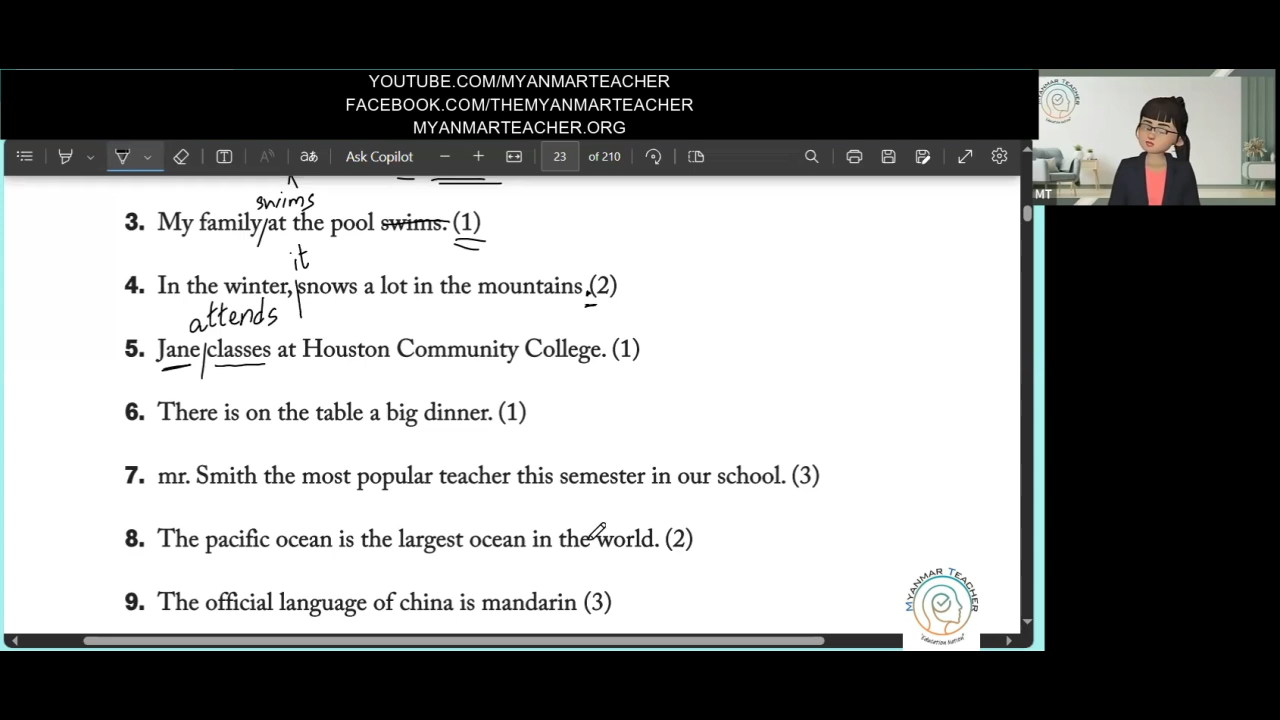 YOUTUBE.COM/MYANMARTEACHER
FACEBOOK.COM/THEMYANMARTEACHER
MYANMARTEACHER.ORG
MYANMAR TEACHER
Ask Copilot
23
of 210
MT
swims
3. My family at the pool swims. (1)
it
4. In the winter, snows a lot in the mountains. (2)
attends
5. Jane classes at Houston Community College. (1)
6. There is on the table a big dinner. (1)
7. mr. Smith the most popular teacher this semester in our school. (3)
8. The pacific ocean is the largest ocean in the world. (2)
9. The official language of china is mandarin (3)
MYANMAR TEACHER
"Education Nation"